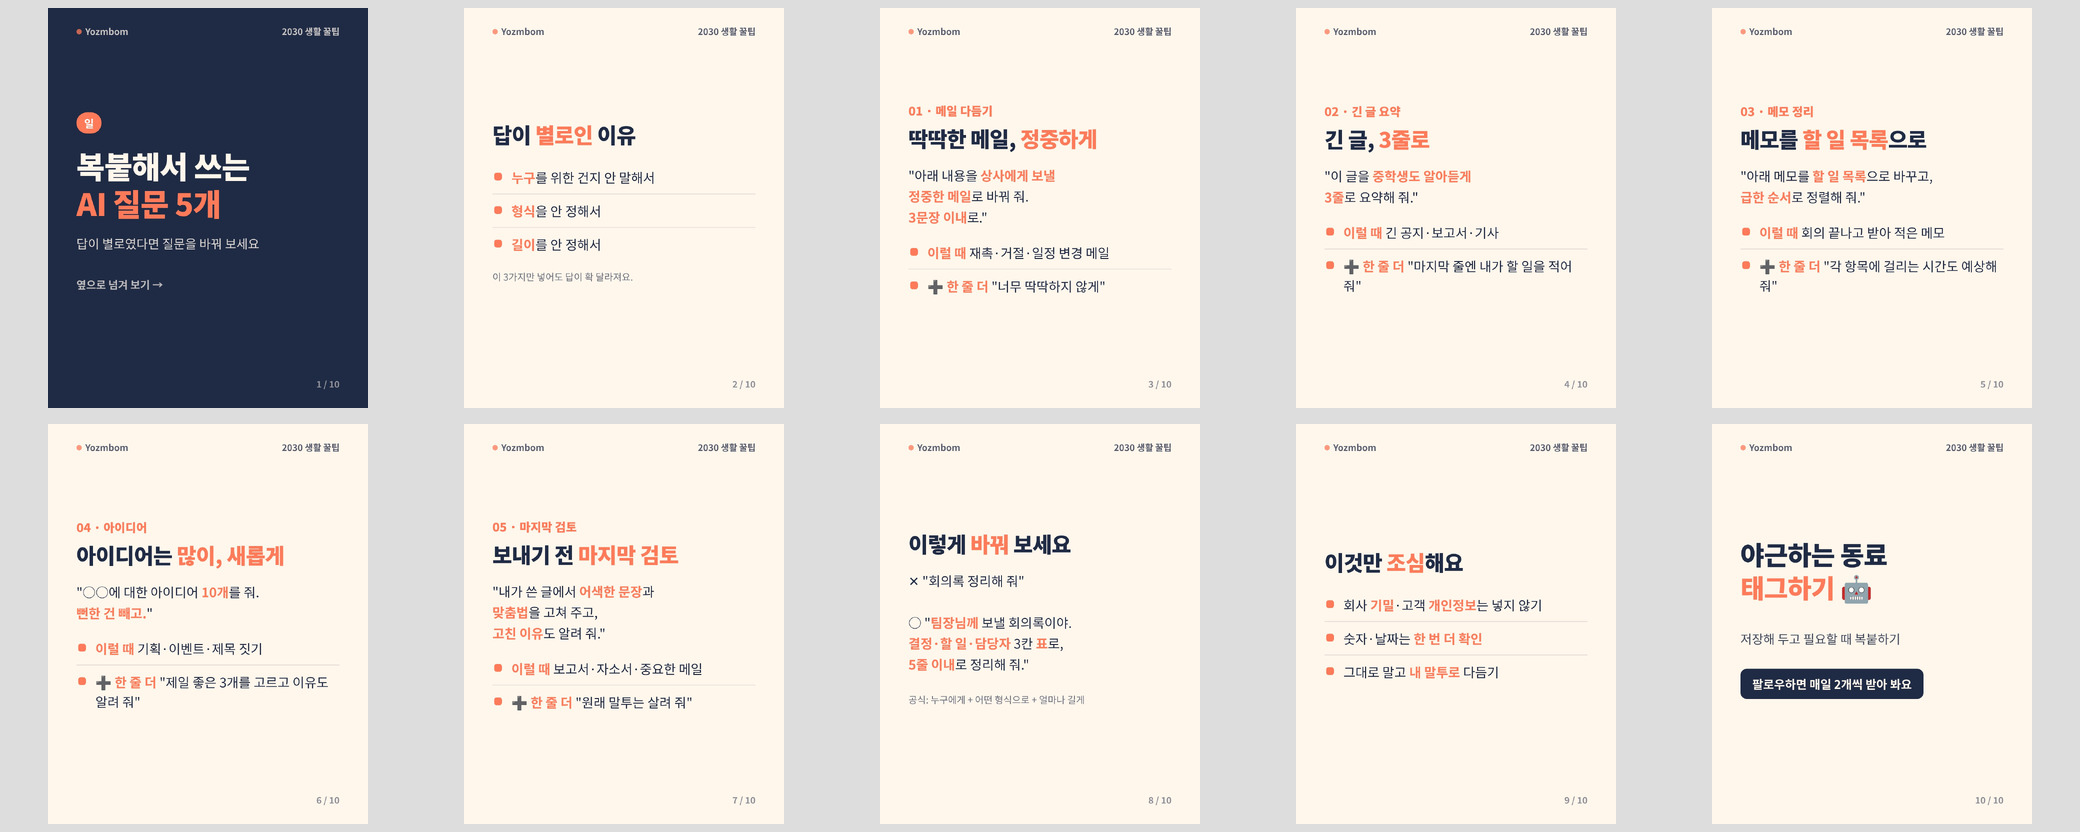 Yozmbom 2030 생활 꿀팁
일
복붙해서 쓰는
AI 질문 5개
답이 별로였다면 질문을 바꿔 보세요
옆으로 넘겨 보기 →
1 / 10
Yozmbom 2030 생활 꿀팁
답이 별로인 이유
누구를 위한 건지 안 말해서
형식을 안 정해서
길이를 안 정해서
이 3가지만 넣어도 답이 확 달라져요.
2 / 10
Yozmbom 2030 생활 꿀팁
01 · 메일 다듬기
딱딱한 메일, 정중하게
"아래 내용을 상사에게 보낼
정중한 메일로 바꿔 줘.
3문장 이내로."
이럴 때 재촉·거절·일정 변경 메일
➕ 한 줄 더 "너무 딱딱하지 않게"
3 / 10
Yozmbom 2030 생활 꿀팁
02 · 긴 글 요약
긴 글, 3줄로
"이 글을 중학생도 알아듣게
3줄로 요약해 줘."
이럴 때 긴 공지·보고서·기사
➕ 한 줄 더 "마지막 줄엔 내가 할 일을 적어
줘"
4 / 10
Yozmbom 2030 생활 꿀팁
03 · 메모 정리
메모를 할 일 목록으로
"아래 메모를 할 일 목록으로 바꾸고,
급한 순서로 정렬해 줘."
이럴 때 회의 끝나고 받아 적은 메모
➕ 한 줄 더 "각 항목에 걸리는 시간도 예상해
줘"
5 / 10
Yozmbom 2030 생활 꿀팁
04 · 아이디어
아이디어는 많이, 새롭게
"○○에 대한 아이디어 10개를 줘.
뻔한 건 빼고."
이럴 때 기획·이벤트·제목 짓기
➕ 한 줄 더 "제일 좋은 3개를 고르고 이유도
알려 줘"
6 / 10
Yozmbom 2030 생활 꿀팁
05 · 마지막 검토
보내기 전 마지막 검토
"내가 쓴 글에서 어색한 문장과
맞춤법을 고쳐 주고,
고친 이유도 알려 줘."
이럴 때 보고서·자소서·중요한 메일
➕ 한 줄 더 "원래 말투는 살려 줘"
7 / 10
Yozmbom 2030 생활 꿀팁
이렇게 바꿔 보세요
✕ "회의록 정리해 줘"
○ "팀장님께 보낼 회의록이야.
결정·할 일·담당자 3칸 표로,
5줄 이내로 정리해 줘."
공식: 누구에게 + 어떤 형식으로 + 얼마나 길게
8 / 10
Yozmbom 2030 생활 꿀팁
이것만 조심해요
회사 기밀·고객 개인정보는 넣지 않기
숫자·날짜는 한 번 더 확인
그대로 말고 내 말투로 다듬기
9 / 10
Yozmbom 2030 생활 꿀팁
야근하는 동료
태그하기 🤖
저장해 두고 필요할 때 복붙하기
팔로우하면 매일 2개씩 받아 봐요
10 / 10